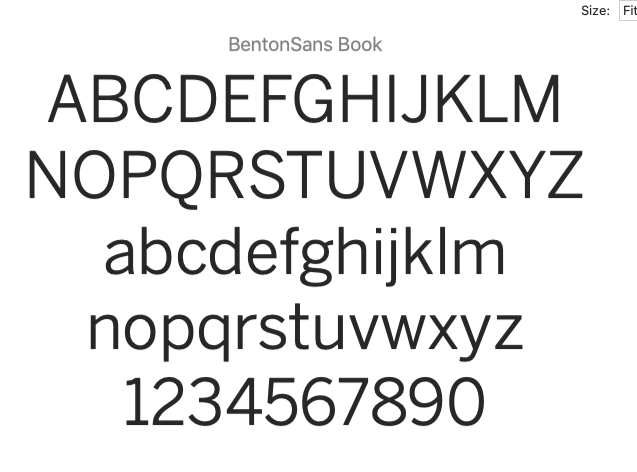 Size: Fit
BentonSans Book
ABCDEFGHIJKLM
NOPQRSTUVWXYZ
abcdefghijklm
nopqrstuvwxyz
1234567890